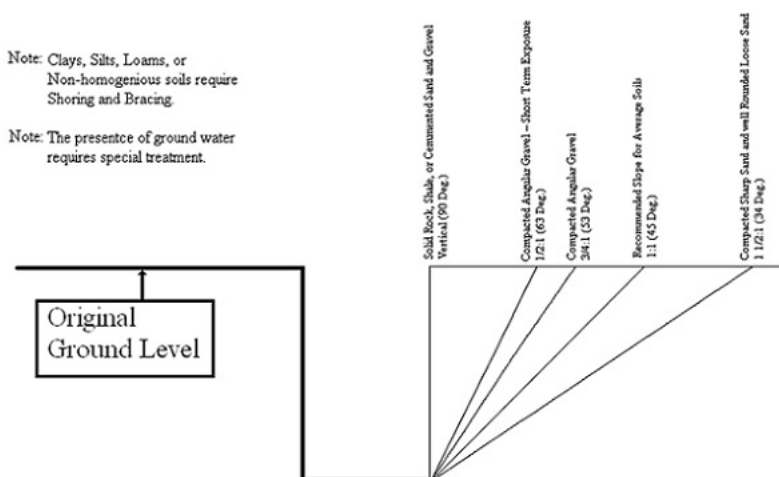 Note: Clays, Silts, Loams, or
Non-homogenious soils require
Shoring and Bracing.
Note: The presentce of ground water
requires special treatment.
Solid Rock, Shale, or Cemmented Sand and Gravel
Vertical (90 Deg.)
Compacted Angular Gravel – Short Term Exposure
1/2:1 (63 Deg.)
Compacted Angular Gravel
3/4:1 (53 Deg.)
Recommended Slope for Average Soils
1:1 (45 Deg.)
Compacted Sharp Sand and well Rounded Loose Sand
1 1/2:1 (34 Deg.)
Original
Ground Level